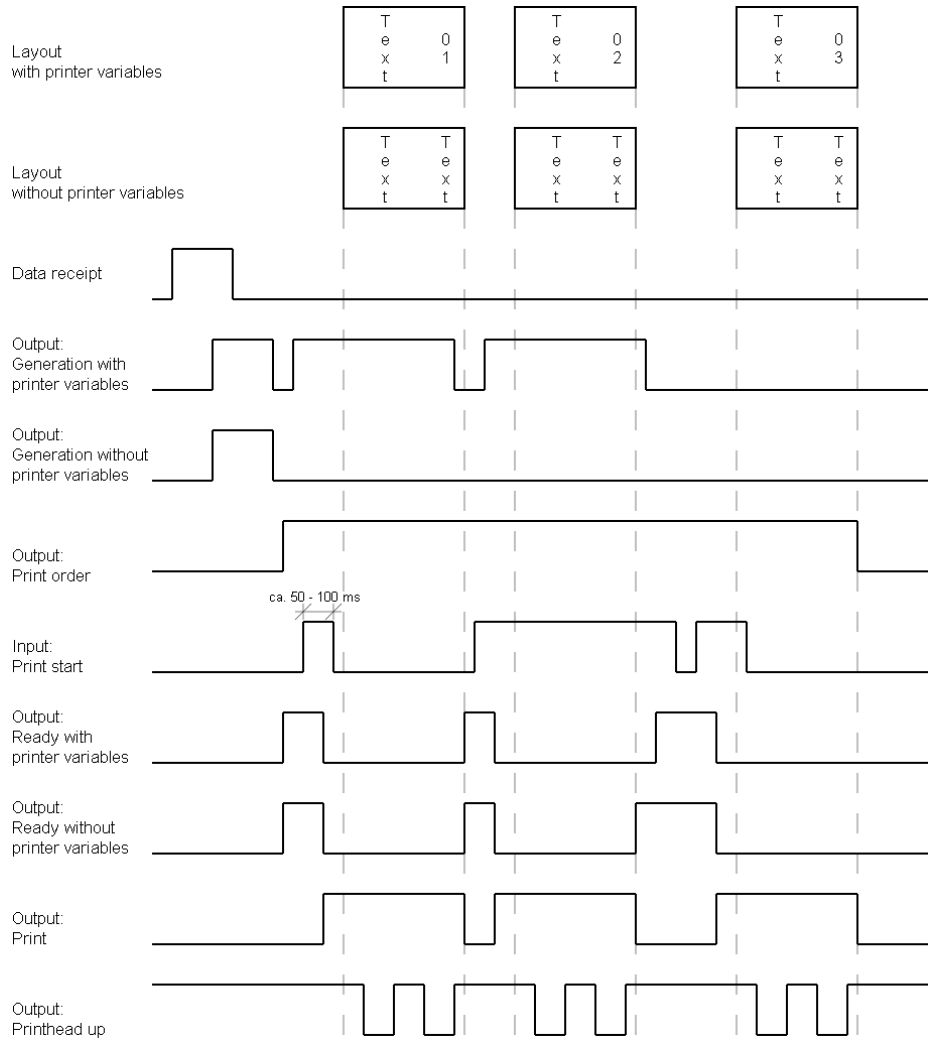 Layout
with printer variables
T
e
x
t
0
1
T
e
x
t
0
2
T
e
x
t
0
3
Layout
without printer variables
T
e
x
t
T
e
x
t
T
e
x
t
T
e
x
t
T
e
x
t
T
e
x
t
Data receipt
Output:
Generation with
printer variables
Output:
Generation without
printer variables
Output:
Print order
ca. 50 - 100 ms
Input:
Print start
Output:
Ready with
printer variables
Output:
Ready without
printer variables
Output:
Print
Output:
Printhead up